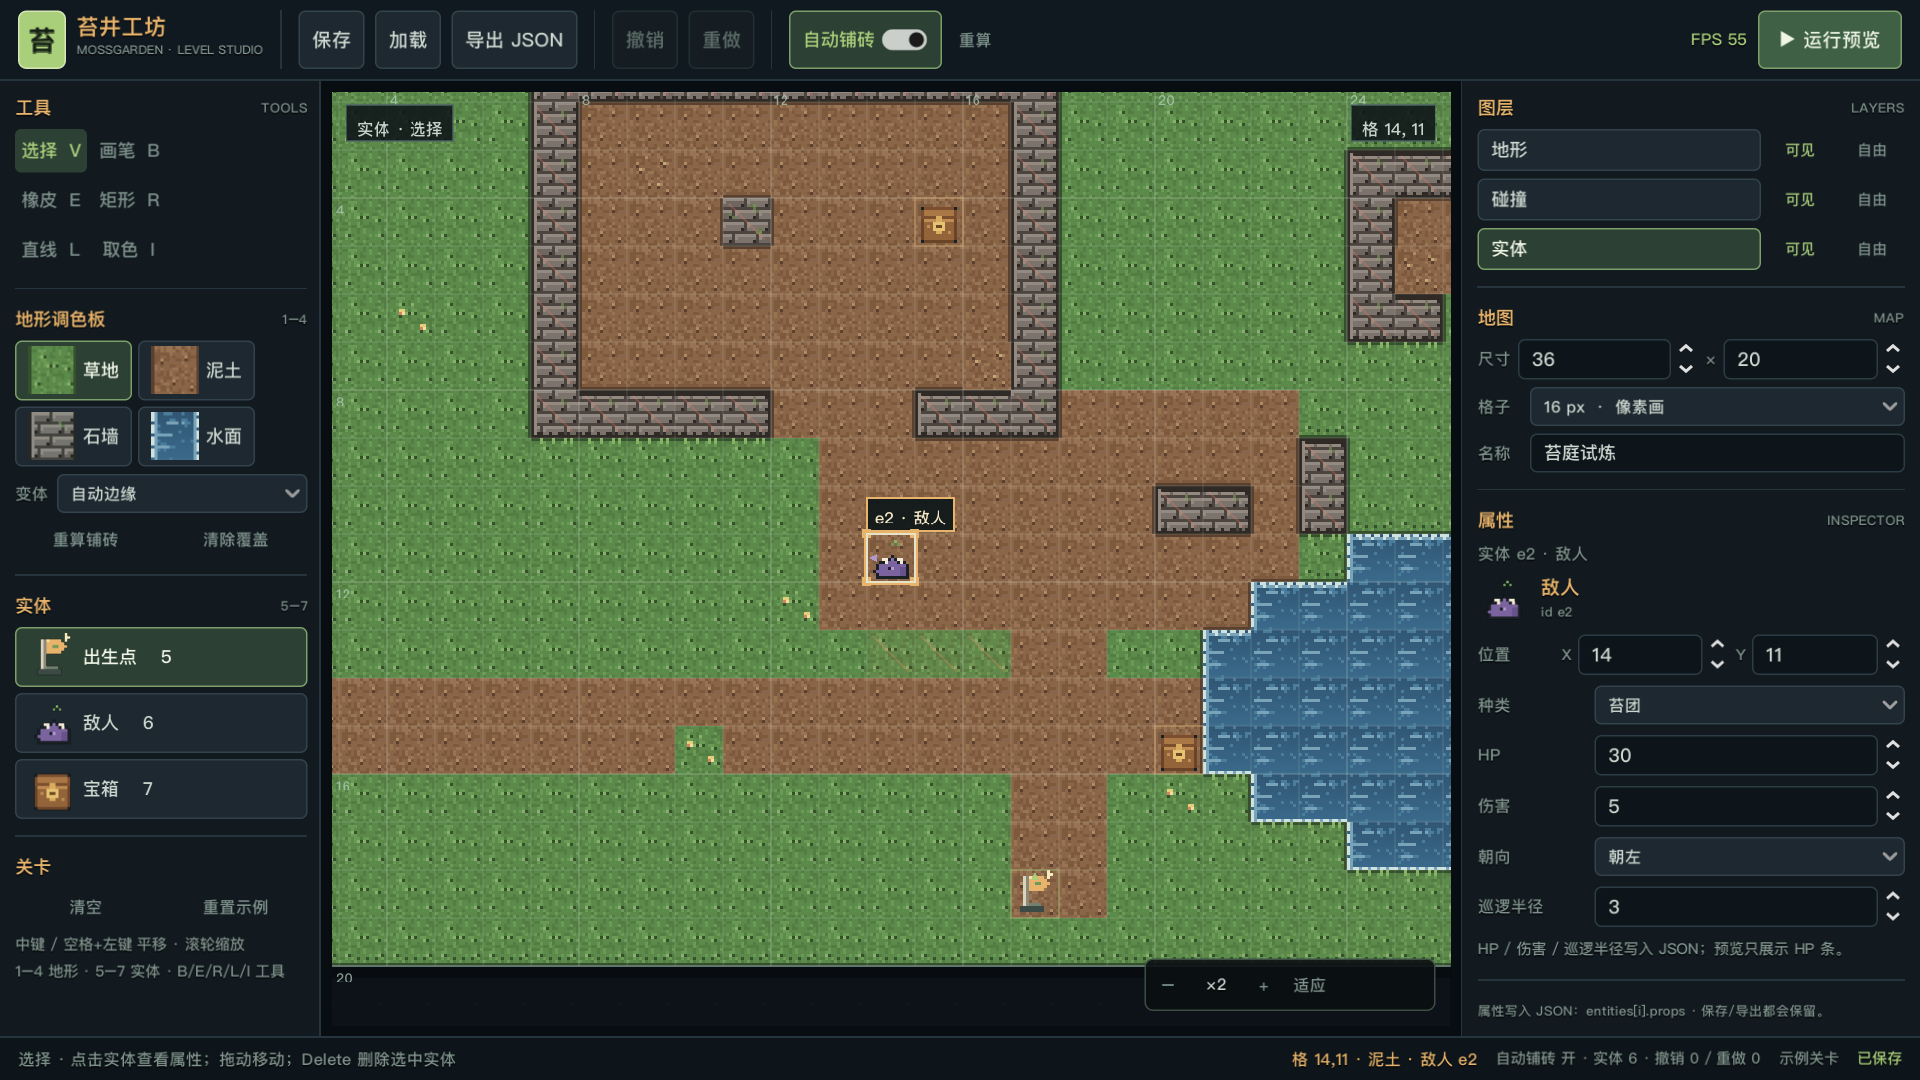 苔
苔井工坊
MOSSGARDEN · LEVEL STUDIO
保存
加载
导出 JSON
撤销
重做
自动铺砖
重算
FPS 55
▶ 运行预览
工具
TOOLS
选择 V
画笔 B
橡皮 E
矩形 R
直线 L
取色 I
地形调色板
1—4
草地
泥土
石墙
水面
变体
自动边缘
重算铺砖
清除覆盖
实体
5—7
出生点 5
敌人 6
宝箱 7
关卡
清空
重置示例
中键 / 空格+左键 平移 · 滚轮缩放
1—4 地形 · 5—7 实体 · B/E/R/L/I 工具
实体 · 选择
格 14, 11
4
8
12
16
20
24
4
8
12
16
20
e2 · 敌人
— ×2 + 适应
图层
LAYERS
地形
可见
自由
碰撞
可见
自由
实体
可见
自由
地图
MAP
尺寸
36
×
20
格子
16 px · 像素画
名称
苔庭试炼
属性
INSPECTOR
实体 e2 · 敌人
敌人
id e2
位置
X
14
Y
11
种类
苔团
HP
30
伤害
5
朝向
朝左
巡逻半径
3
HP / 伤害 / 巡逻半径写入 JSON；预览只展示 HP 条。
属性写入 JSON：entities[i].props · 保存/导出都会保留。
选择 · 点击实体查看属性；拖动移动；Delete 删除选中实体
格 14,11 · 泥土 · 敌人 e2
自动铺砖 开 · 实体 6 · 撤销 0 / 重做 0
示例关卡
已保存